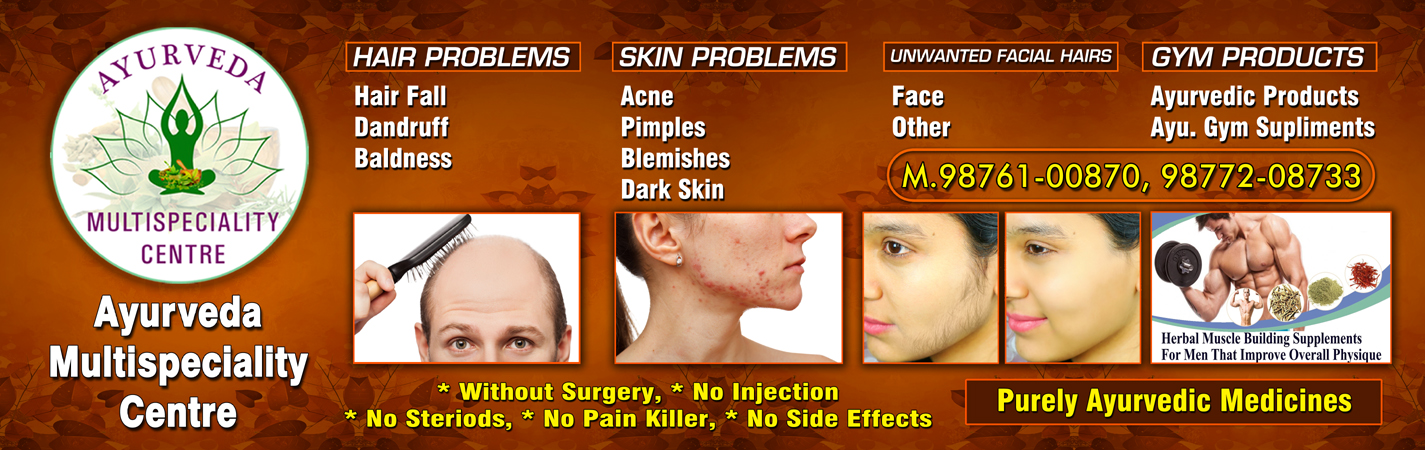 AYURVEDA
MULTISPECIALITY
CENTRE
Ayurveda
Multispeciality
Centre
HAIR PROBLEMS
Hair Fall
Dandruff
Baldness
SKIN PROBLEMS
Acne
Pimples
Blemishes
Dark Skin
UNWANTED FACIAL HAIRS
Face
Other
GYM PRODUCTS
Ayurvedic Products
Ayu. Gym Supliments
M.98761-00870, 98772-08733
Herbal Muscle Building Supplements
For Men That Improve Overall Physique
* Without Surgery, * No Injection
* No Steriods, * No Pain Killer, * No Side Effects
Purely Ayurvedic Medicines